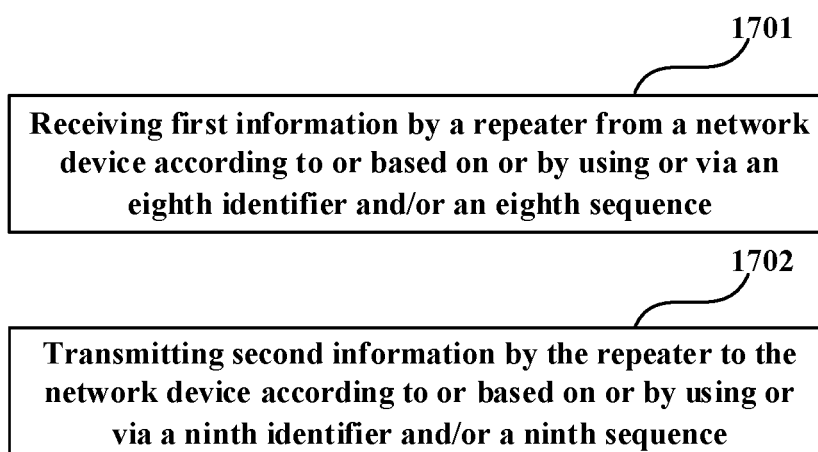 1701
Receiving first information by a repeater from a network
device according to or based on or by using or via an
eighth identifier and/or an eighth sequence
1702
Transmitting second information by the repeater to the
network device according to or based on or by using or
via a ninth identifier and/or a ninth sequence